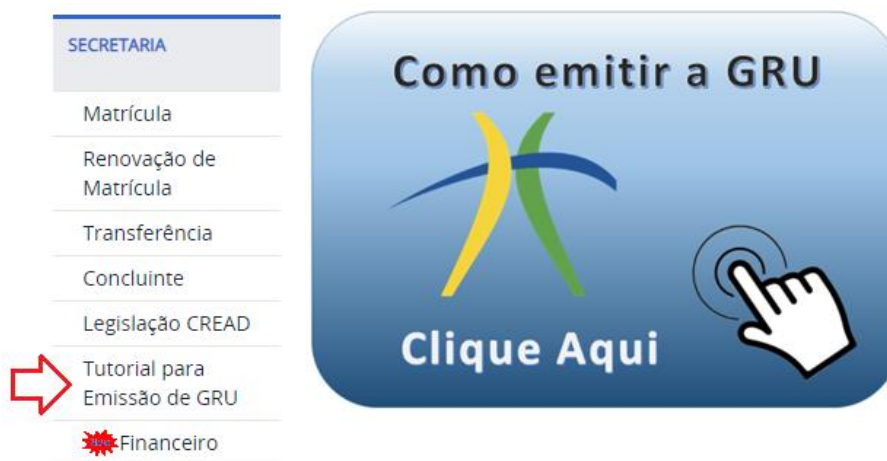 SECRETARIA
Matrícula
Renovação de
Matrícula
Transferência
Concluinte
Legislação CREAD
Tutorial para
Emissão de GRU
Financeiro
Como emitir a GRU
Clique Aqui